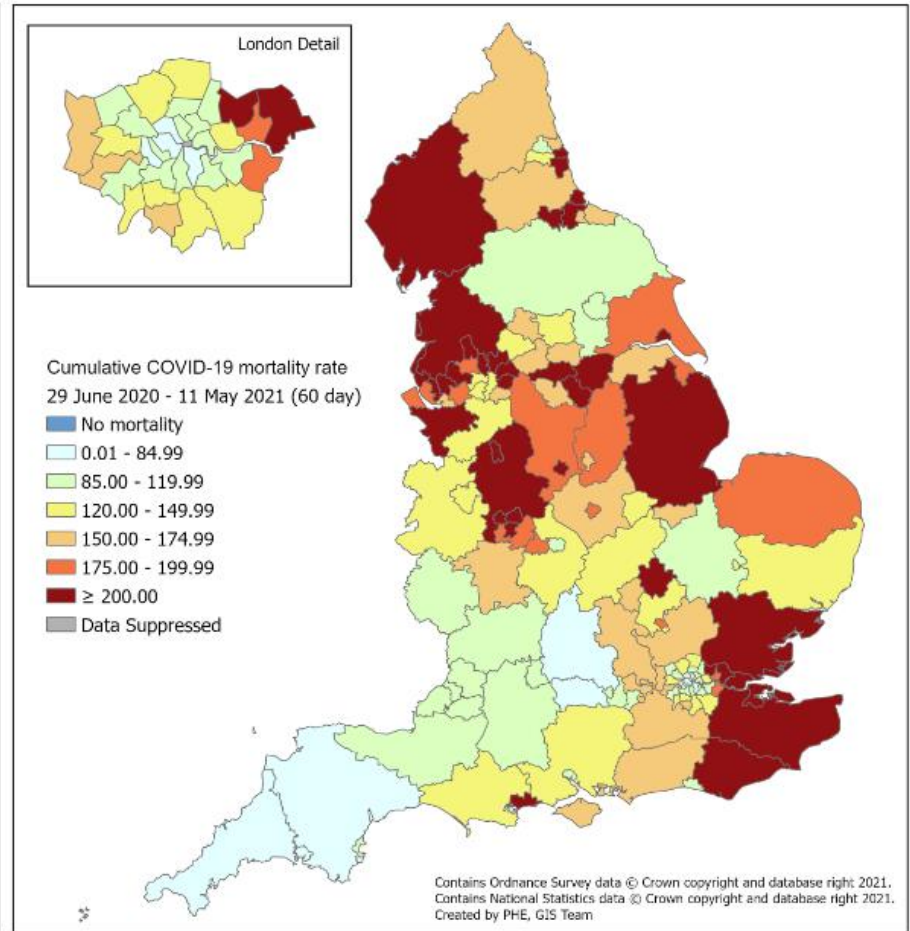 London Detail
Cumulative COVID-19 mortality rate
29 June 2020 - 11 May 2021 (60 day)
No mortality
0.01 - 84.99
85.00 - 119.99
120.00 - 149.99
150.00 - 174.99
175.00 - 199.99
≥ 200.00
Data Suppressed
Contains Ordnance Survey data © Crown copyright and database right 2021.
Contains National Statistics data © Crown copyright and database right 2021.
Created by PHE, GIS Team